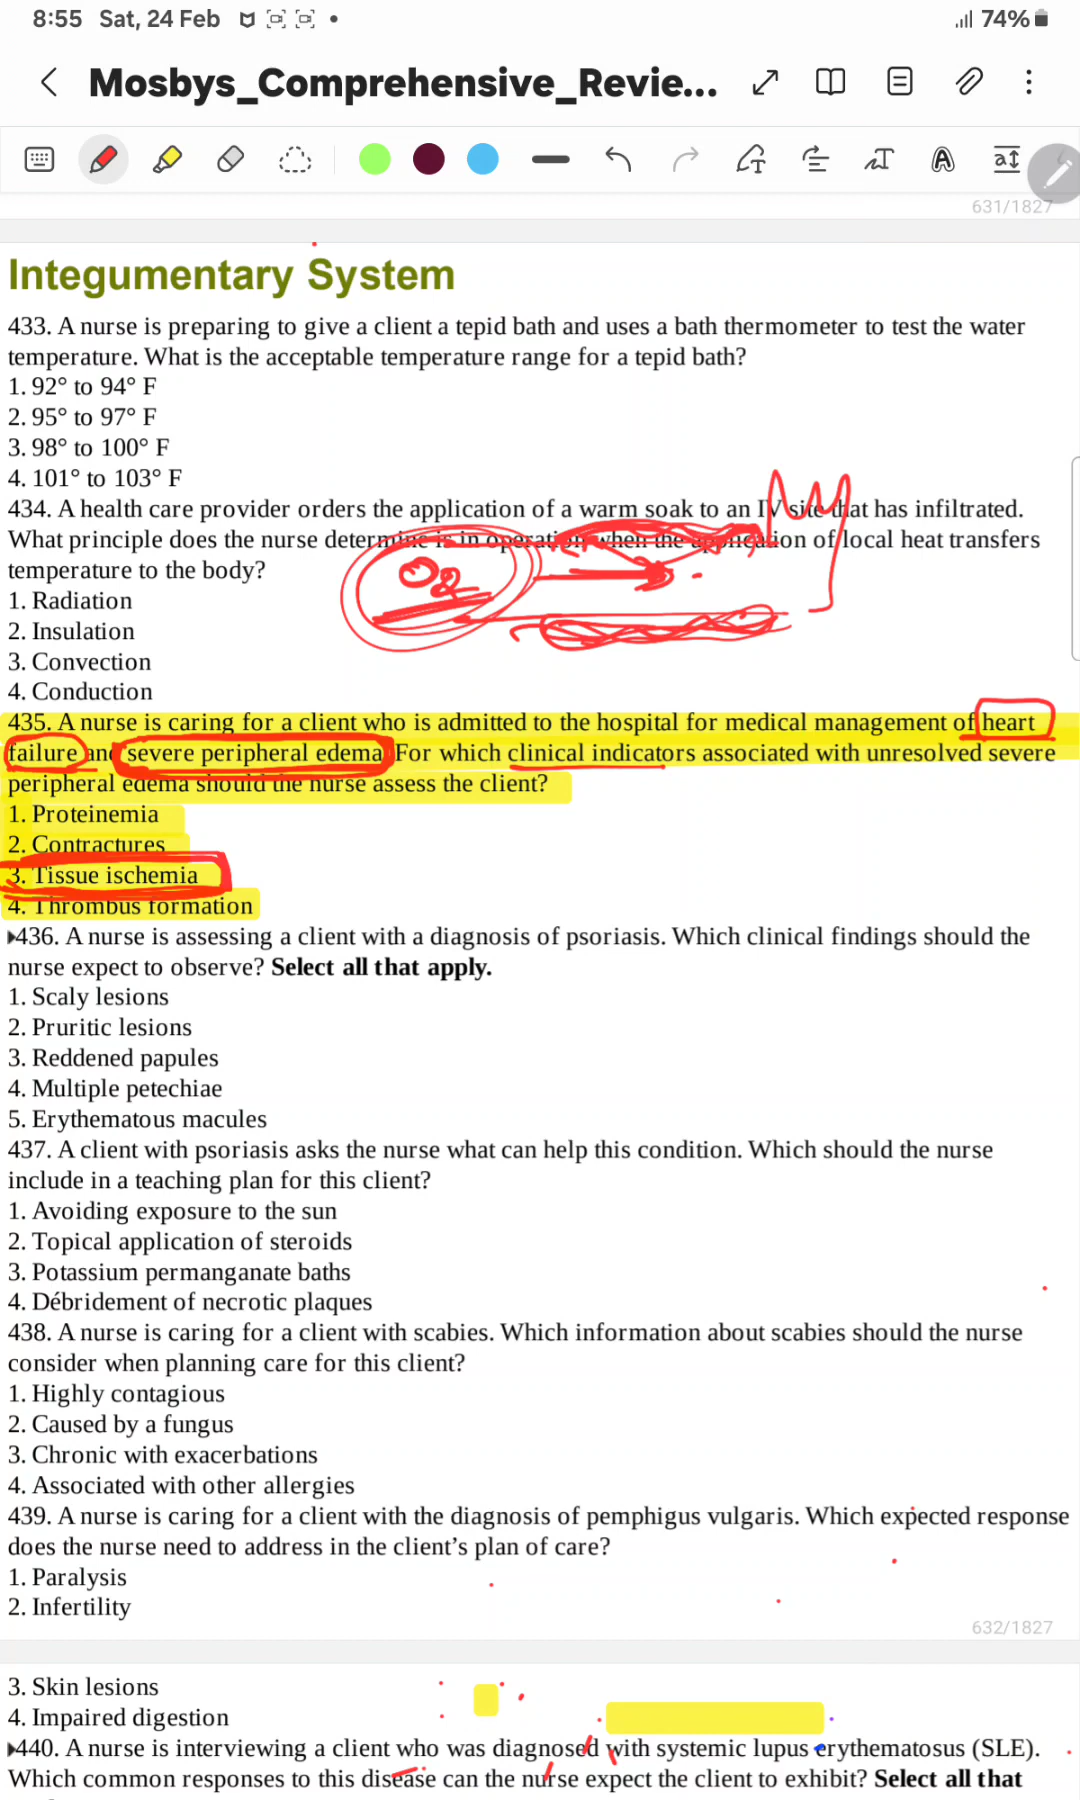 8:55 Sat, 24 Feb
74%
Mosbys_Comprehensive_Revie...
631/1827
Integumentary System
433. A nurse is preparing to give a client a tepid bath and uses a bath thermometer to test the water
temperature. What is the acceptable temperature range for a tepid bath?
1. 92° to 94° F
2. 95° to 97° F
3. 98° to 100° F
4. 101° to 103° F
434. A health care provider orders the application of a warm soak to an IV site that has infiltrated.
What principle does the nurse determine is in operation when the application of local heat transfers
temperature to the body?
O2
1. Radiation
2. Insulation
3. Convection
4. Conduction
435. A nurse is caring for a client who is admitted to the hospital for medical management of heart
failure and severe peripheral edema. For which clinical indicators associated with unresolved severe
peripheral edema should the nurse assess the client?
1. Proteinemia
2. Contractures
3. Tissue ischemia
4. Thrombus formation
436. A nurse is assessing a client with a diagnosis of psoriasis. Which clinical findings should the
nurse expect to observe? Select all that apply.
1. Scaly lesions
2. Pruritic lesions
3. Reddened papules
4. Multiple petechiae
5. Erythematous macules
437. A client with psoriasis asks the nurse what can help this condition. Which should the nurse
include in a teaching plan for this client?
1. Avoiding exposure to the sun
2. Topical application of steroids
3. Potassium permanganate baths
4. Débridement of necrotic plaques
438. A nurse is caring for a client with scabies. Which information about scabies should the nurse
consider when planning care for this client?
1. Highly contagious
2. Caused by a fungus
3. Chronic with exacerbations
4. Associated with other allergies
439. A nurse is caring for a client with the diagnosis of pemphigus vulgaris. Which expected response
does the nurse need to address in the client’s plan of care?
1. Paralysis
2. Infertility
632/1827
3. Skin lesions
4. Impaired digestion
440. A nurse is interviewing a client who was diagnosed with systemic lupus erythematosus (SLE).
Which common responses to this disease can the nurse expect the client to exhibit? Select all that